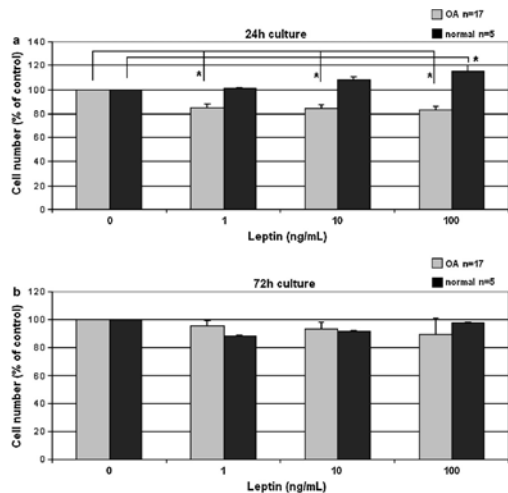 OA n=17
a
24h culture
normal n=5
140
120
100
80
60
40
20
0
Cell number (% of control)
*
*
*
*
0
1
10
100
Leptin (ng/mL)
OA n=17
b
72h culture
normal n=5
120
100
80
60
40
20
0
Cell number (% of control)
0
1
10
100
Leptin (ng/mL)